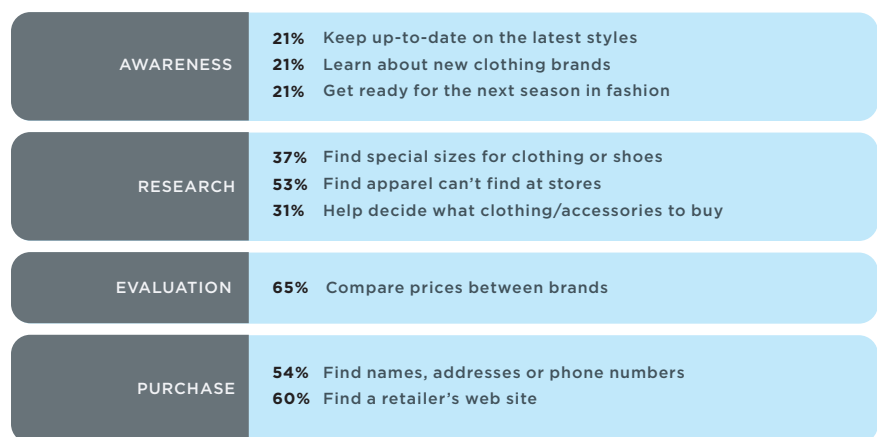 AWARENESS
21% Keep up-to-date on the latest styles
21% Learn about new clothing brands
21% Get ready for the next season in fashion
RESEARCH
37% Find special sizes for clothing or shoes
53% Find apparel can't find at stores
31% Help decide what clothing/accessories to buy
EVALUATION
65% Compare prices between brands
PURCHASE
54% Find names, addresses or phone numbers
60% Find a retailer's web site